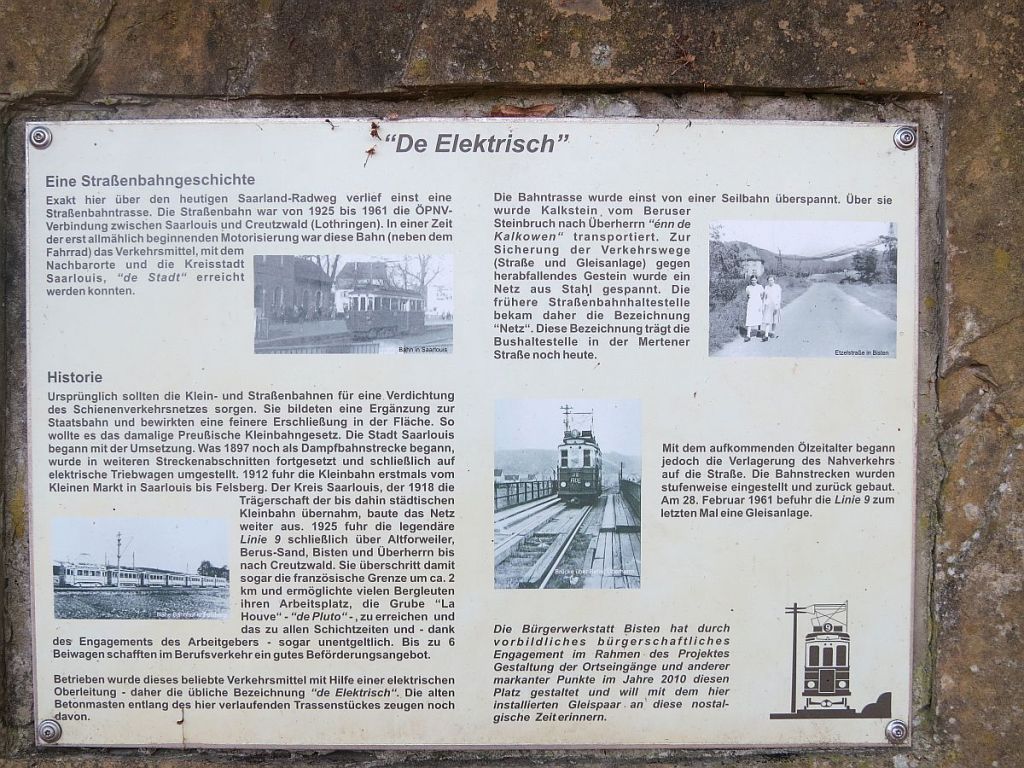 “De Elektrisch”
Eine Straßenbahngeschichte
Exakt hier über den heutigen Saarland-Radweg verlief einst eine
Straßenbahntrasse. Die Straßenbahn war von 1925 bis 1961 die ÖPNV-
Verbindung zwischen Saarlouis und Creutzwald (Lothringen). In einer Zeit
der erst allmählich beginnenden Motorisierung war diese Bahn (neben dem
Fahrrad) das Verkehrsmittel, mit dem
Nachbarorte und die Kreisstadt
Saarlouis, “de Stadt“ erreicht
werden konnten.
Bahn in Saarlouis
Historie
Ursprünglich sollten die Klein- und Straßenbahnen für eine Verdichtung
des Schienenverkehrsnetzes sorgen. Sie bildeten eine Ergänzung zur
Staatsbahn und bewirkten eine feinere Erschließung in der Fläche. So
wollte es das damalige Preußische Kleinbahngesetz. Die Stadt Saarlouis
begann mit der Umsetzung. Was 1897 noch als Dampfbahnstrecke begann,
wurde in weiteren Streckenabschnitten fortgesetzt und schließlich auf
elektrische Triebwagen umgestellt. 1912 fuhr die Kleinbahn erstmals vom
Kleinen Markt in Saarlouis bis Felsberg. Der Kreis Saarlouis, der 1918 die
Trägerschaft der bis dahin städtischen
Kleinbahn übernahm, baute das Netz
weiter aus. 1925 fuhr die legendäre
Linie 9 schließlich über Altforweiler,
Berus-Sand, Bisten und Überherrn bis
nach Creutzwald. Sie überschritt damit
sogar die französische Grenze um ca. 2
km und ermöglichte vielen Bergleuten
ihren Arbeitsplatz, die Grube “La
Houve“ - “de Pluto“ - , zu erreichen und
das zu allen Schichtzeiten und - dank
des Engagements des Arbeitgebers - sogar unentgeltlich. Bis zu 6
Beiwagen schafften im Berufsverkehr ein gutes Beförderungsangebot.
Betrieben wurde dieses beliebte Verkehrsmittel mit Hilfe einer elektrischen
Oberleitung - daher die übliche Bezeichnung “de Elektrisch“. Die alten
Betonmasten entlang des hier verlaufenden Trassenstückes zeugen noch
davon.
Die Bahntrasse wurde einst von einer Seilbahn überspannt. Über sie
wurde Kalkstein vom Beruser
Steinbruch nach Überherrn “énn de
Kalkowen“ transportiert. Zur
Sicherung der Verkehrswege
(Straße und Gleisanlage) gegen
herabfallendes Gestein wurde ein
Netz aus Stahl gespannt. Die
frühere Straßenbahnhaltestelle
bekam daher die Bezeichnung
“Netz“. Diese Bezeichnung trägt die
Bushaltestelle in der Mertener
Straße noch heute.
Etzelstraße in Bisten
Mit dem aufkommenden Ölzeitalter begann
jedoch die Verlagerung des Nahverkehrs
auf die Straße. Die Bahnstrecken wurden
stufenweise eingestellt und zurück gebaut.
Am 28. Februar 1961 befuhr die Linie 9 zum
letzten Mal eine Gleisanlage.
Die Bürgerwerkstatt Bisten hat durch
vorbildliches bürgerschaftliches
Engagement im Rahmen des Projektes
Gestaltung der Ortseingänge und anderer
markanter Punkte im Jahre 2010 diesen
Platz gestaltet und will mit dem hier
installierten Gleispaar an diese nostal-
gische Zeit erinnern.
9